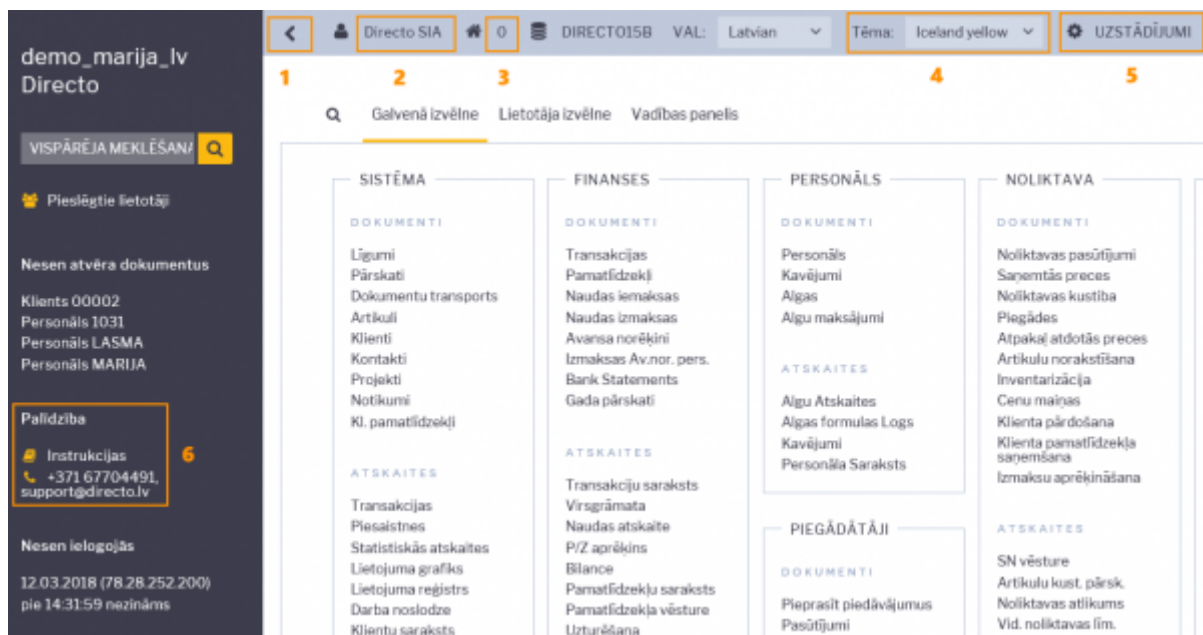 demo_marija_lv
Directo
VISPĀRĒJA MEKLĒŠANA
Pieslēgtie lietotāji
Nesen atvēra dokumentus
Klients 00002
Personāls 1031
Personāls LASMA
Personāls MARIJA
Palīdzība
Instrukcijas
+371 67704491,
support@directo.lv
6
Nesen ielogojās
12.03.2018 (78.28.252.200)
pie 14:31:59 nezināms
Directo SIA 0 DIRECTO15B VAL: Latvian Tēma: Iceland yellow UZSTĀDĪJUMI
1 2 3 4 5
Galvenā izvēlne Lietotāja izvēlne Vadības panelis
SISTĒMA
DOKUMENTI
Līgumi
Pārskati
Dokumentu transports
Artikuli
Klienti
Kontakti
Projekti
Notikumi
Kl. pamatlīdzekļi
ATSKAITES
Transakcijas
Piesaistnes
Statistiskās atskaites
Lietojuma grafiks
Lietojuma reģistrs
Darba noslodze
Klientu saraksts
FINANSES
DOKUMENTI
Transakcijas
Pamatlīdzekļi
Naudas iemaksas
Naudas izmaksas
Avansa norēķini
Izmaksas Av.nor. pers.
Bank Statements
Gada pārskati
ATSKAITES
Transakciju saraksts
Virsgrāmata
Naudas atskaite
P/Z aprēķins
Bilance
Pamatlīdzekļu saraksts
Pamatlīdzekļa vēsture
Uzturēšana
PERSONĀLS
DOKUMENTI
Personāls
Kavējumi
Algas
Algu maksājumi
ATSKAITES
Algu Atskaites
Algas formulas Logs
Kavējumi
Personāla Saraksts
PIEGĀDĀTĀJI
DOKUMENTI
Pieprasīt piedāvājumus
Pasūtījumi
NOLIKTAVA
DOKUMENTI
Noliktavas pasūtījumi
Saņemtās preces
Noliktavas kustība
Piegādes
Atpakaļ atdotās preces
Artikulu norakstīšana
Inventarizācija
Cenu maiņas
Klienta pārdošana
Klienta pamatlīdzekļa
saņemšana
Izmaksu aprēķināšana
ATSKAITES
SN vēsture
Artikulu kust. pārsk.
Noliktavas atlikums
Vid. noliktavas līm.